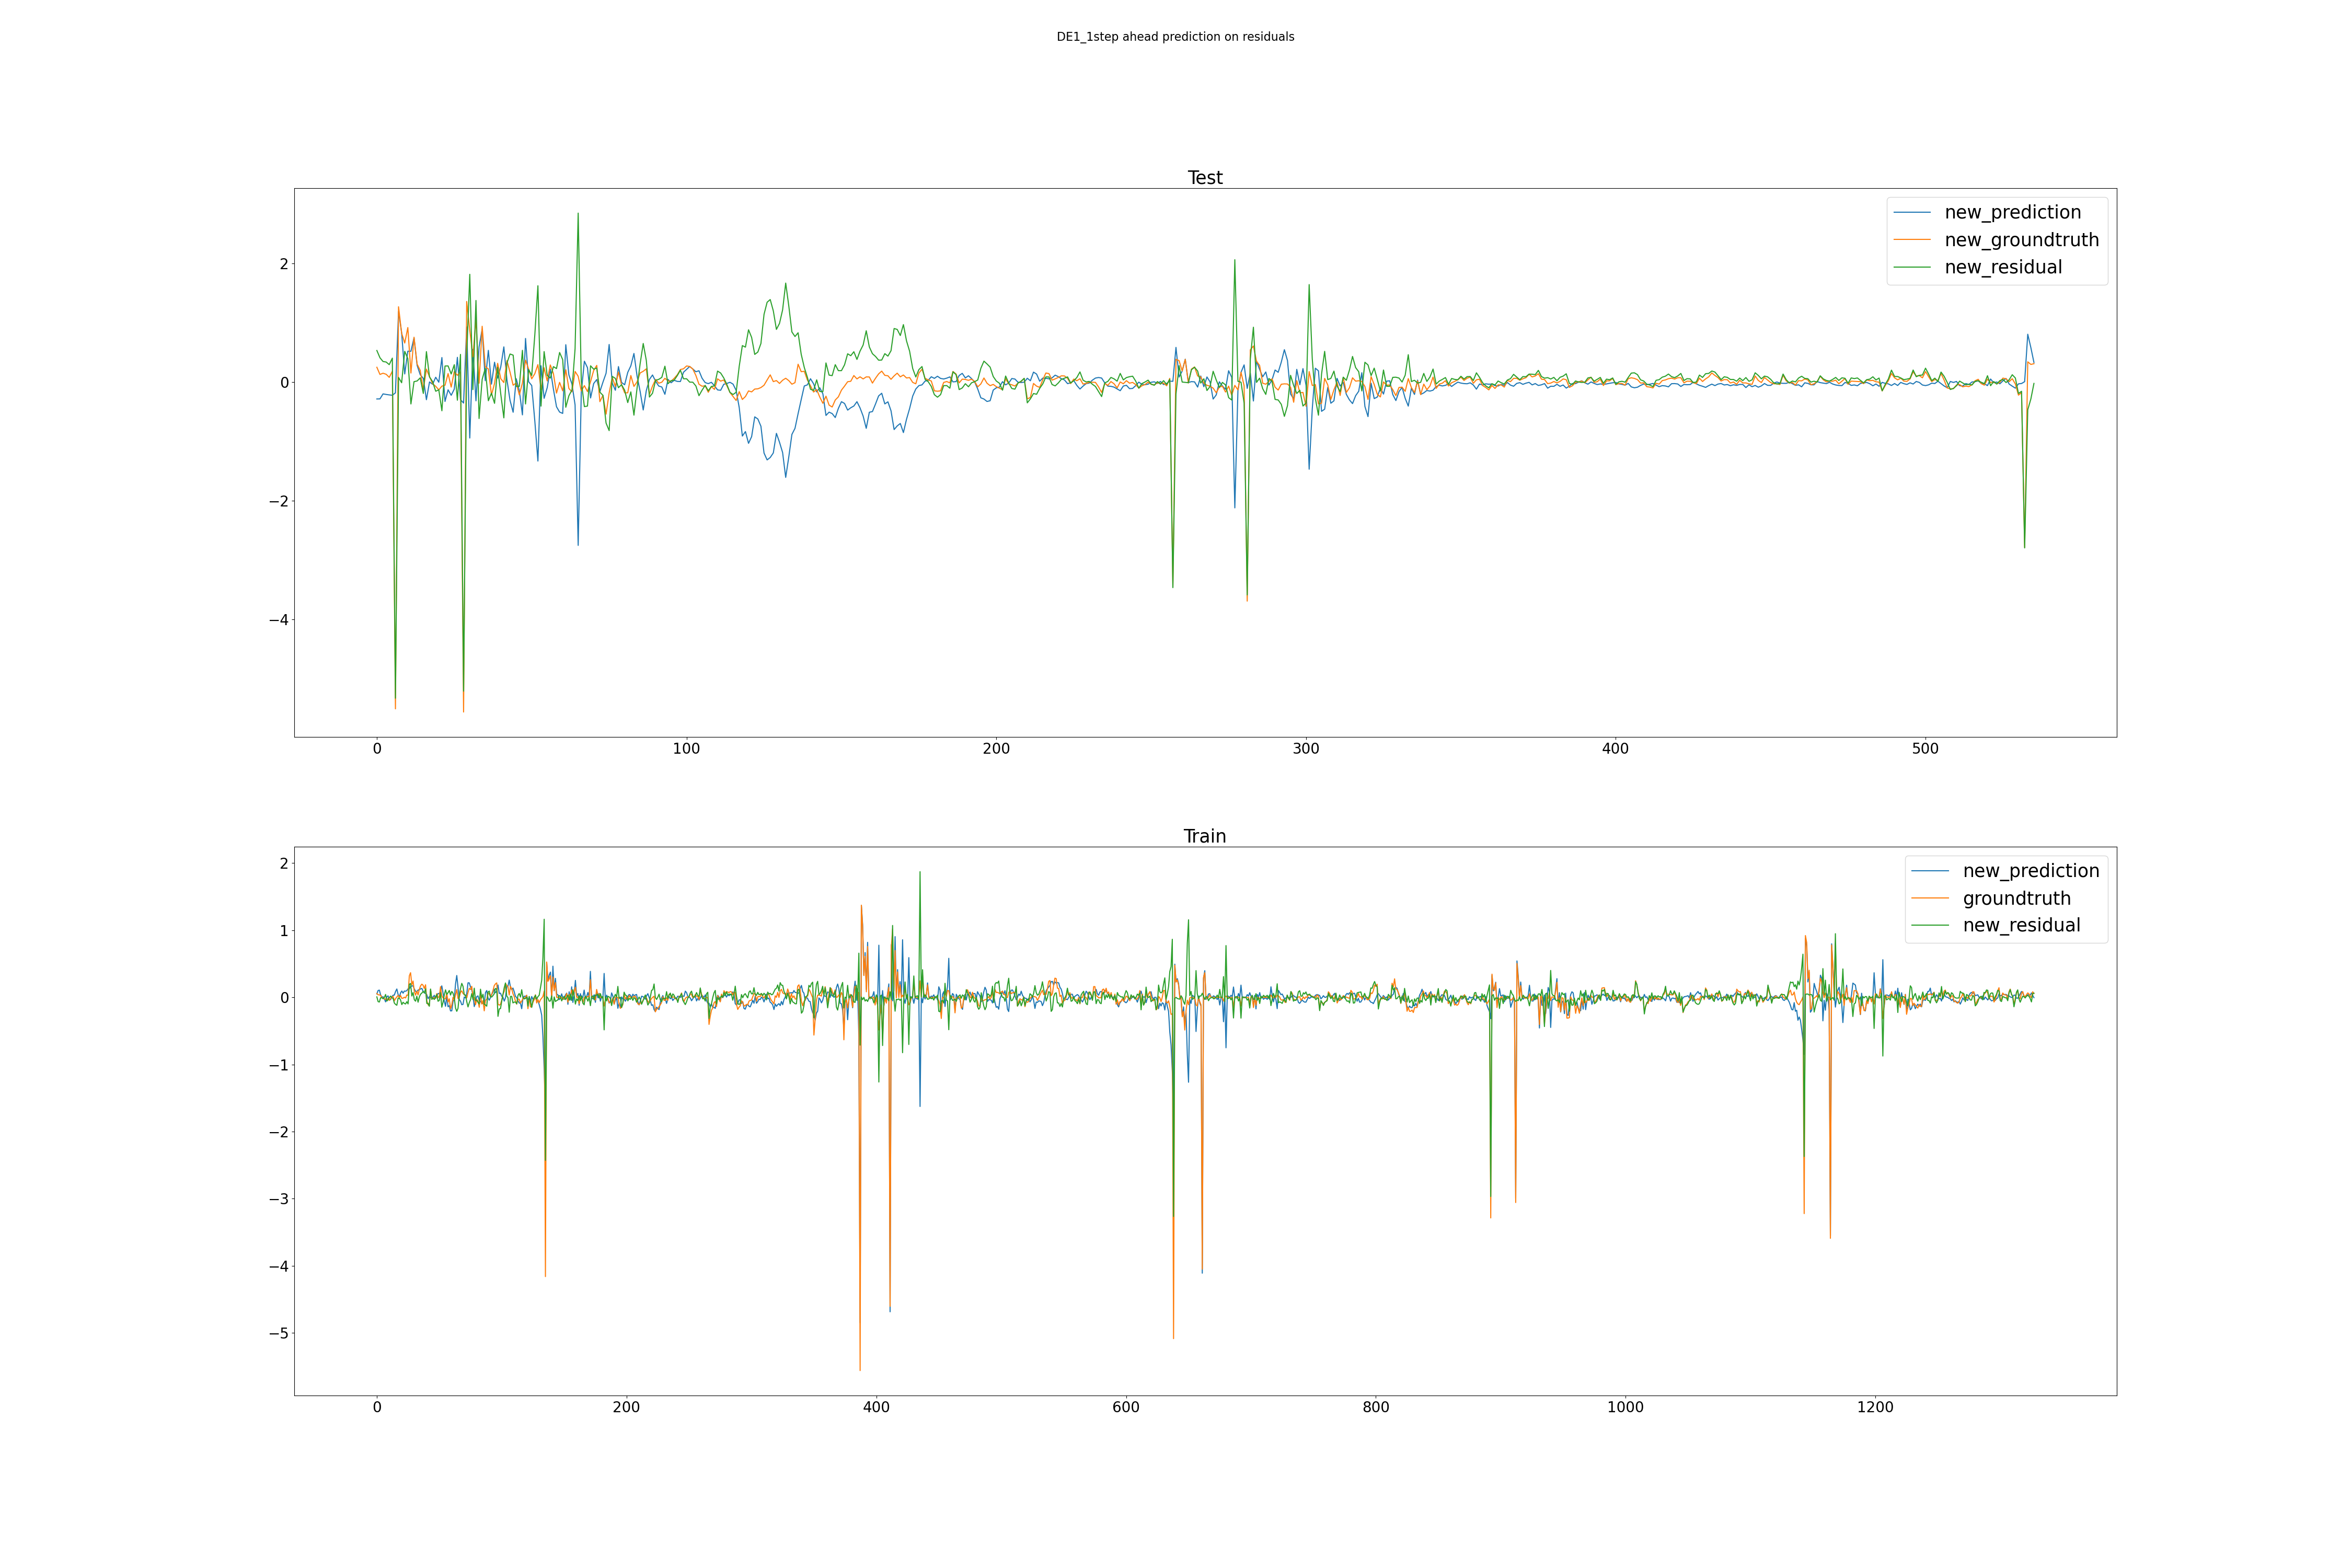 DE1_1step ahead prediction on residuals
Test
new_prediction
new_groundtruth
new_residual
2
0
−2
−4
0 100 200 300 400 500
Train
new_prediction
groundtruth
new_residual
2
1
0
−1
−2
−3
−4
−5
0 200 400 600 800 1000 1200